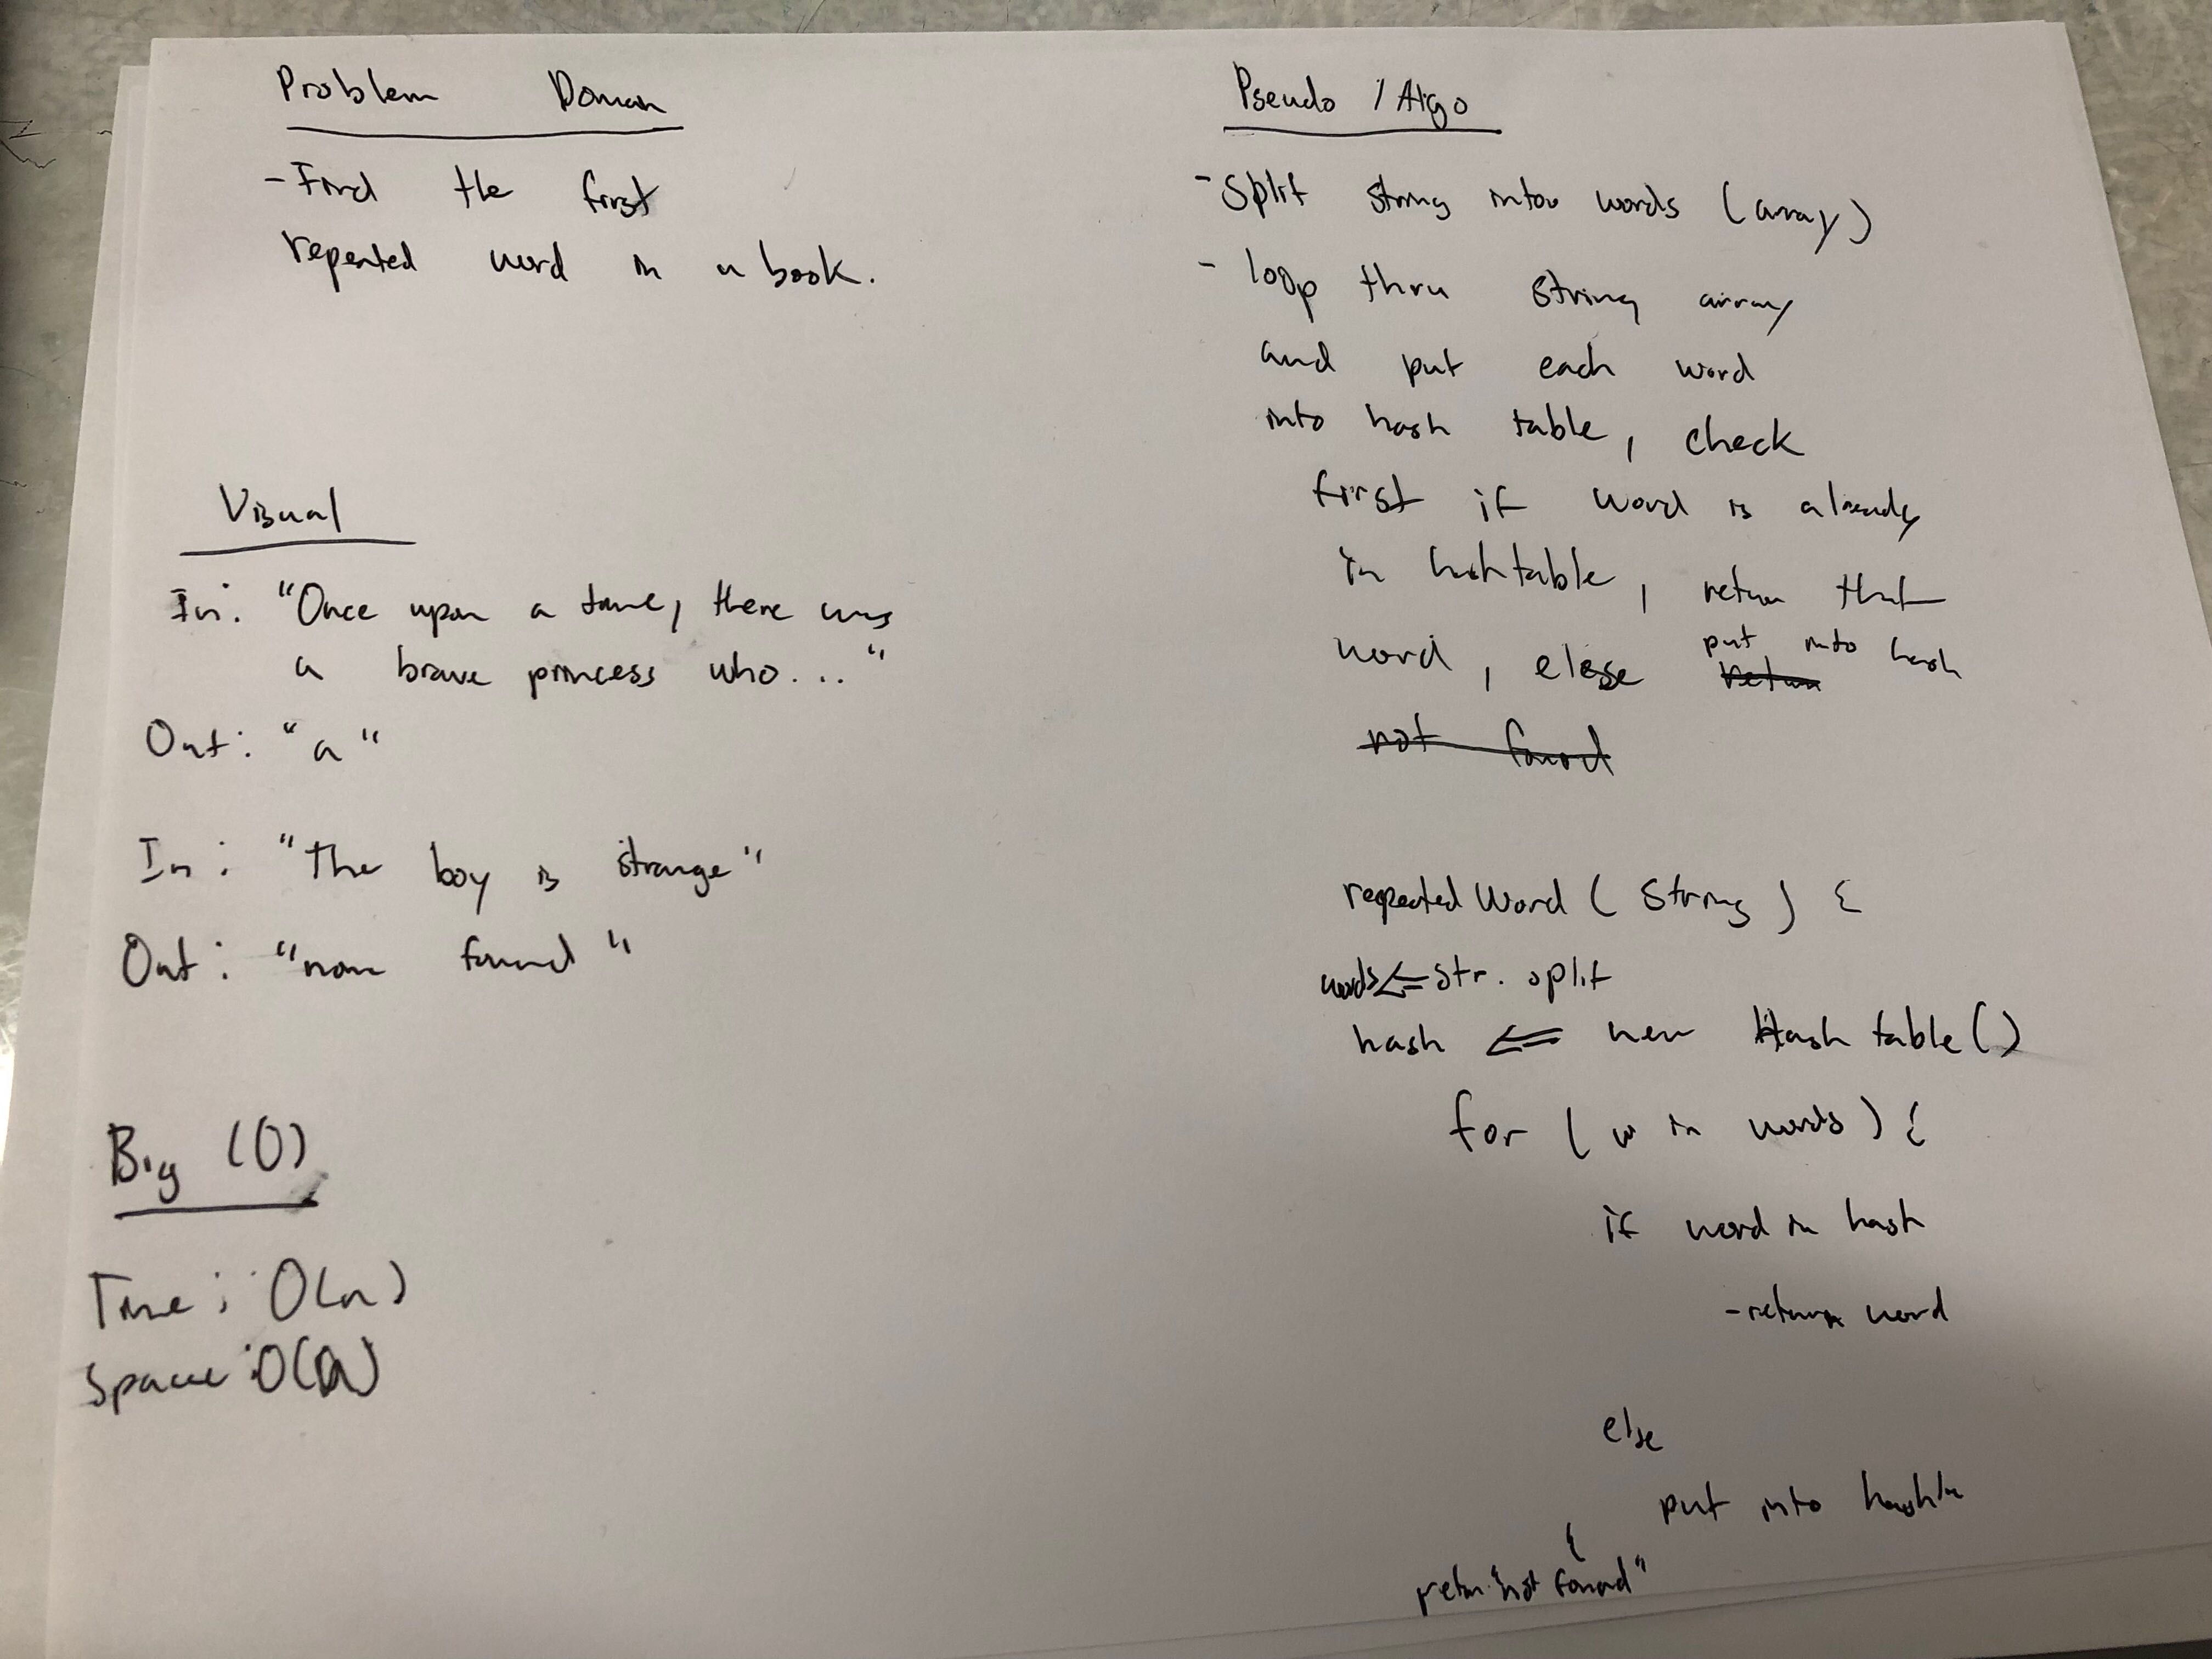 Problem Domain
-Find the first
repeated word in a book.
Visual
In: "Once upon a time, there was
a brave princess who..."
Out: "a"
In: "The boy is strange"
Out: "non found"
Big (O)
Time: O(n)
Space: O(n)
Pseudo / Algo
-Split string into words (array)
- loop thru string array
and put each word
into hash table, check
first if word is already
in hashtable, return that
put into hash
word, else return
not found
repeatedWord ( String ) {
words <= str. split
hash <= new Hash table()
for ( w in words ) {
if word in hash
-return word
else
put into
}
return "not found"